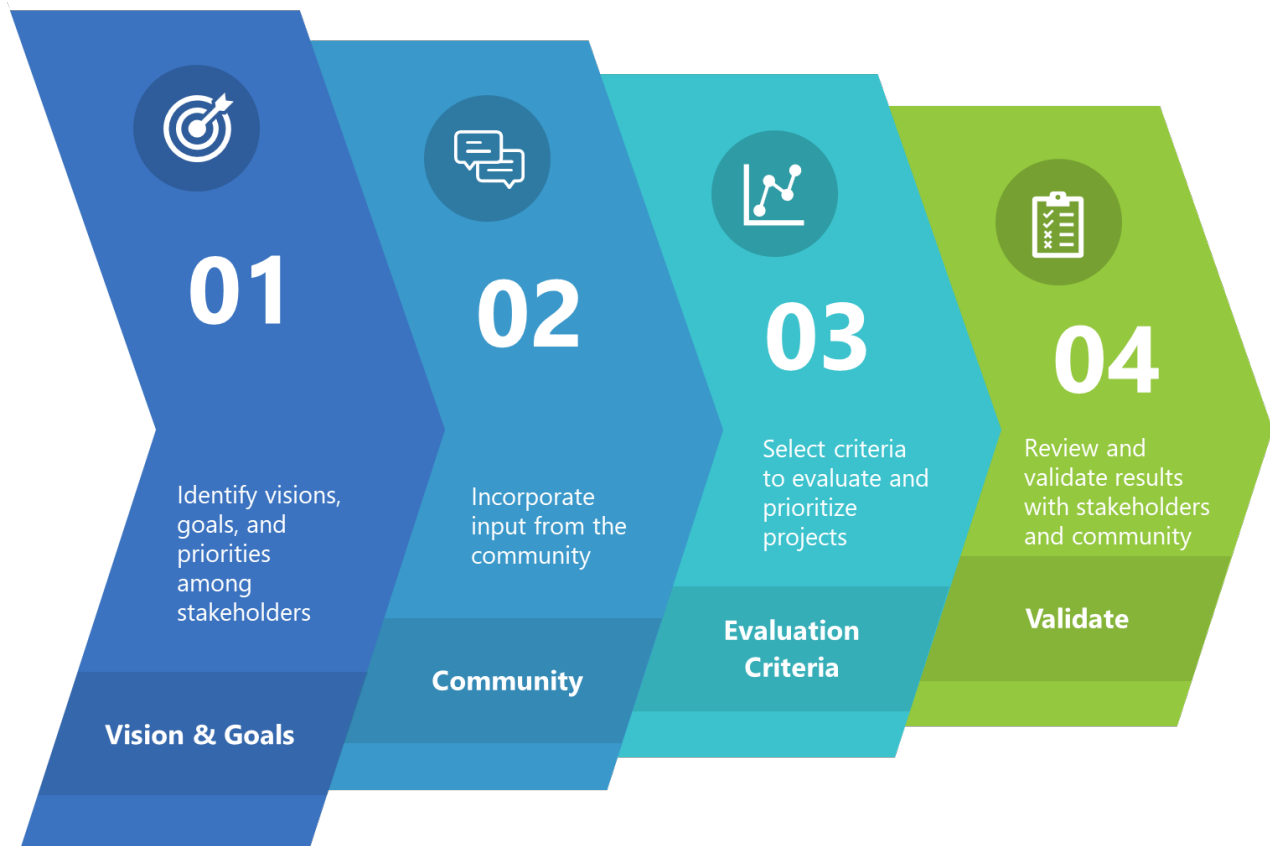 01
Identify visions,
goals, and
priorities
among
stakeholders
Vision & Goals
02
Incorporate
input from the
community
Community
03
Select criteria
to evaluate and
prioritize
projects
Evaluation
Criteria
04
Review and
validate results
with stakeholders
and community
Validate